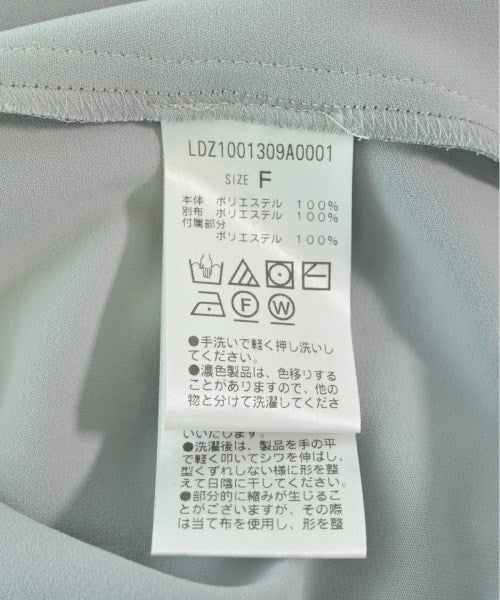 LDZ1001309A0001
SIZE F
本体 ポリエステル 100%
別布 ポリエステル 100%
付属部分
ポリエステル 100%
F W
●手洗いで軽く押し洗いし
てください。
●濃色製品は、色移りする
ことがありますので、他の
物と分けて洗濯してくださ
いいたします。
●洗濯後は、製品を手の平
で軽く叩いてシワを伸ばし、
型くずれしない様に形を整
えて日陰に干してください。
●部分的に縮みが生じるこ
とがございますが、その際
は当て布を使用し、形を整